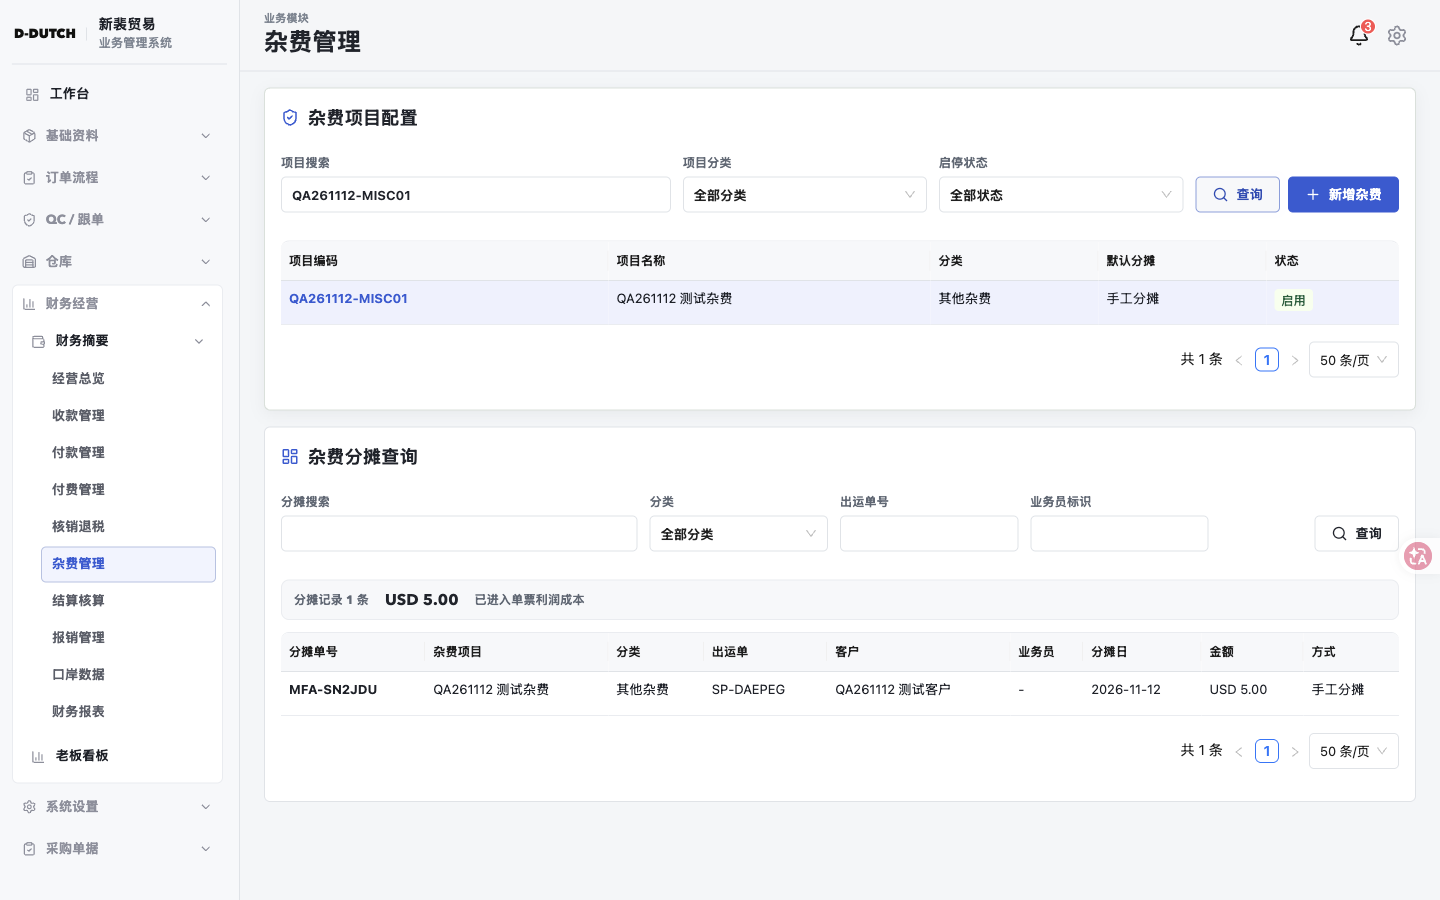 D-DUTCH
新裴贸易
业务管理系统
工作台
基础资料
订单流程
QC / 跟单
仓库
财务经营
财务摘要
经营总览
收款管理
付款管理
付费管理
核销退税
杂费管理
结算核算
报销管理
口岸数据
财务报表
老板看板
系统设置
采购单据
业务模块
杂费管理
3
杂费项目配置
项目搜索 项目分类 启停状态
QA261112-MISC01 全部分类 全部状态 查询 新增杂费
项目编码 项目名称 分类 默认分摊 状态
QA261112-MISC01 QA261112 测试杂费 其他杂费 手工分摊 启用
共 1 条 1 50 条/页
杂费分摊查询
分摊搜索 分类 出运单号 业务员标识
全部分类 查询
分摊记录 1 条 USD 5.00 已进入单票利润成本
分摊单号 杂费项目 分类 出运单 客户 业务员 分摊日 金额 方式
MFA-SN2JDU QA261112 测试杂费 其他杂费 SP-DAEPEG QA261112 测试客户 - 2026-11-12 USD 5.00 手工分摊
共 1 条 1 50 条/页